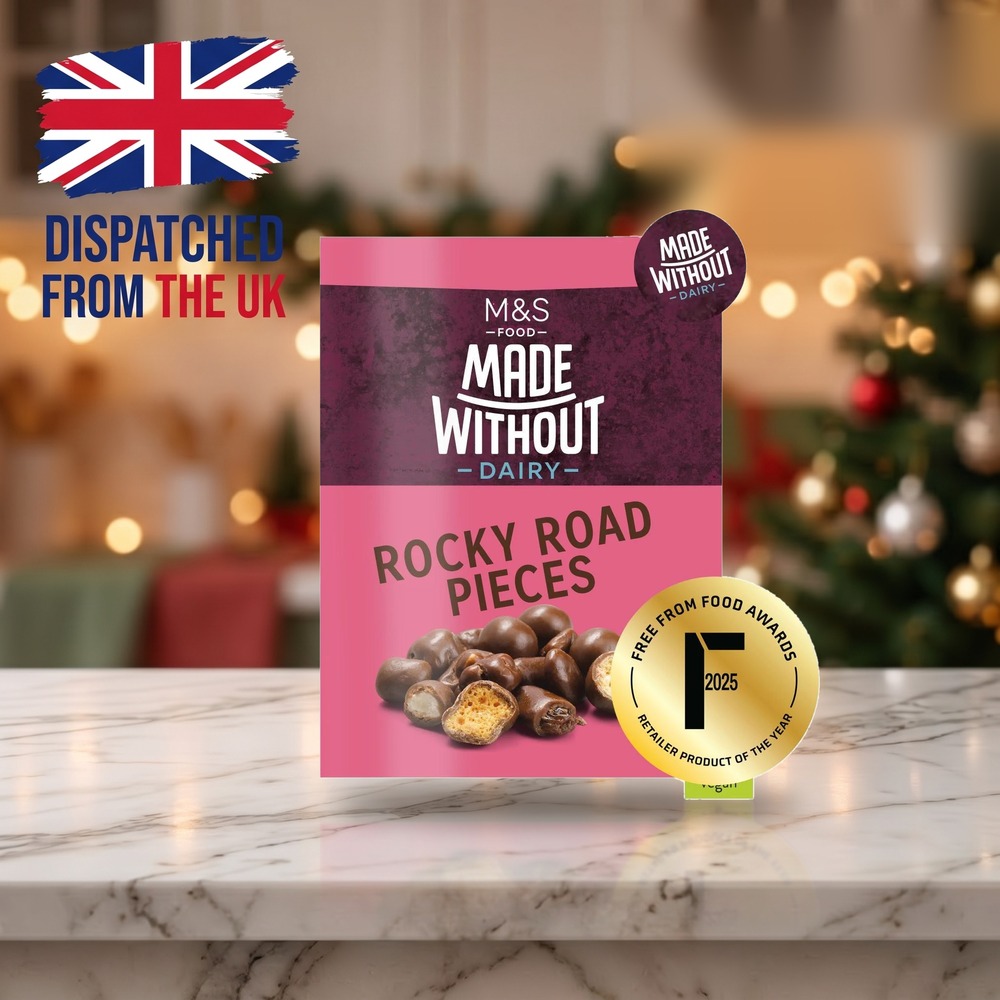 DISPATCHED
FROM THE UK
MADE
WITHOUT
-DAIRY-
M&S
-FOOD-
MADE
WITHOUT
-DAIRY-
ROCKY ROAD
PIECES
FREE FROM FOOD AWARDS
F
2025
RETAILER PRODUCT OF THE YEAR
vegan